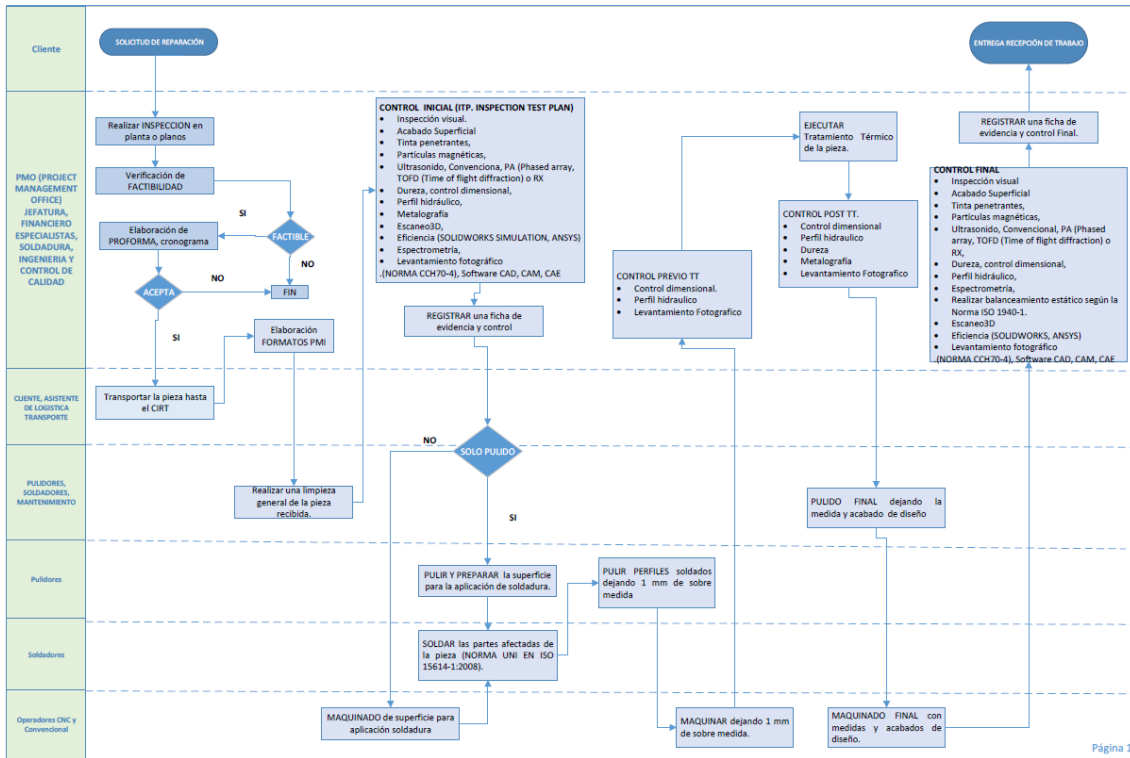 Cliente
SOLICITUD DE REPARACIÓN
ENTREGA RECEPCIÓN DE TRABAJO
PMO (PROJECT
MANAGEMENT
OFFICE)
JEFATURA,
FINANCIERO
ESPECIALISTAS,
SOLDADURA,
INGENIERIA Y
CONTROL DE
CALIDAD
Realizar INSPECCION en
planta o planos
Verificación de
FACTIBILIDAD
SI
Elaboración de
PROFORMA, cronograma
FACTIBLE
NO
NO
ACEPTA
FIN
SI
Elaboración
FORMATOS PMI
CONTROL INICIAL (ITP. INSPECTION TEST PLAN)
• Inspección visual.
• Acabado Superficial
• Tinta penetrantes,
• Partículas magnéticas,
• Ultrasonido, Convenciona, PA (Phased array,
TOFD (Time of flight diffraction) o RX
• Dureza, control dimensional,
• Perfil hidráulico,
• Metalografía
• Escaneo3D,
• Eficiencia (SOLIDWORKS SIMULATION, ANSYS)
• Espectrometría,
• Levantamiento fotográfico
.(NORMA CCH70-4), Software CAD, CAM, CAE
REGISTRAR una ficha de
evidencia y control
CONTROL PREVIO TT
• Control dimensional.
• Perfil hidraulico
• Levantamiento Fotografico
EJECUTAR
Tratamiento Térmico
de la pieza.
CONTROL POST TT.
• Control dimensional
• Perfil hidraulico
• Dureza
• Metalografía
• Levantamiento Fotografico
REGISTRAR una ficha de
evidencia y control Final.
CONTROL FINAL
• Inspección visual
• Acabado Superficial
• Tinta penetrantes,
• Partículas magnéticas,
• Ultrasonido, Convencional, PA (Phased
array, TOFD (Time of flight diffraction) o
RX,
• Dureza, control dimensional,
• Perfil hidráulico,
• Espectrometría,
• Realizar balanceamiento estático según la
Norma ISO 1940-1.
• Escaneo3D
• Eficiencia (SOLIDWORKS, ANSYS)
• Levantamiento fotográfico
.(NORMA CCH70-4), Software CAD, CAM, CAE
CLIENTE, ASISTENTE
DE LOGISTICA
TRANSPORTE
Transportar la pieza hasta
el CIRT
PULIDORES,
SOLDADORES,
MANTENIMIENTO
Realizar una limpieza
general de la pieza
recibida.
NO
SOLO PULIDO
SI
PULIDO FINAL dejando la
medida y acabado de diseño
Pulidores
PULIR Y PREPARAR la superficie
para la aplicación de soldadura.
PULIR PERFILES soldados
dejando 1 mm de sobre
medida
Soldadores
SOLDAR las partes afectadas de
la pieza (NORMA UNI EN ISO
15614-1:2008).
Operadores CNC y
Convencional
MAQUINADO de superficie para
aplicación soldadura
MAQUINAR dejando 1 mm
de sobre medida.
MAQUINADO FINAL con
medidas y acabados de
diseño.
Página 1